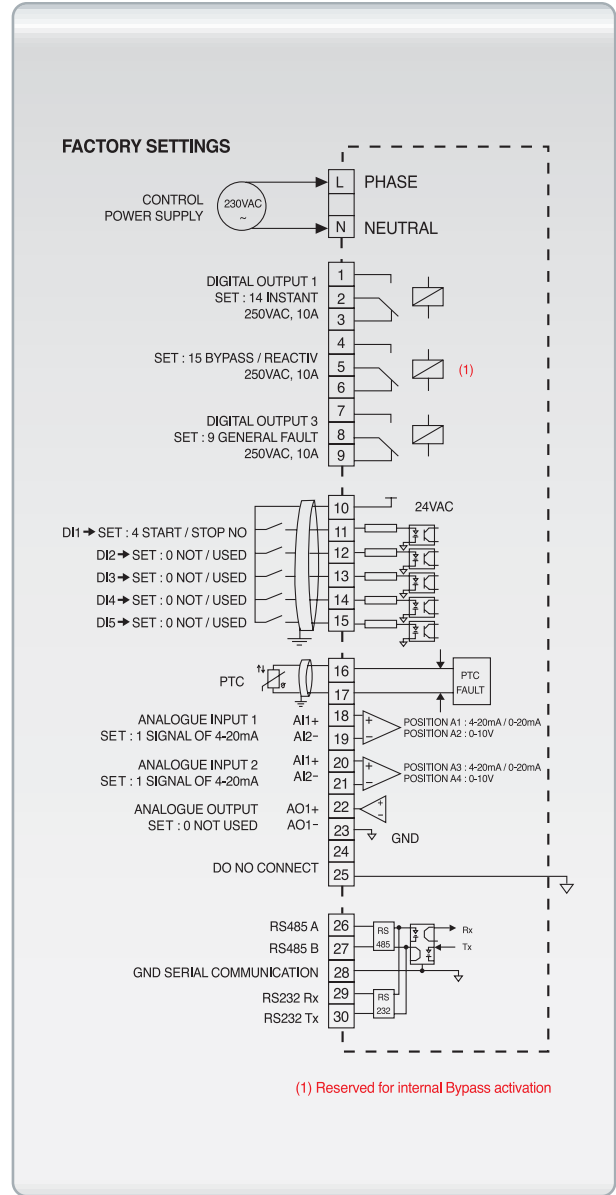 FACTORY SETTINGS
L PHASE
CONTROL
POWER SUPPLY
230VAC
~
N NEUTRAL
1
DIGITAL OUTPUT 1
SET : 14 INSTANT 2
250VAC, 10A 3
4
SET : 15 BYPASS / REACTIV 5 (1)
250VAC, 10A 6
7
DIGITAL OUTPUT 3
SET : 9 GENERAL FAULT 8
250VAC, 10A 9
10 24VAC
DI1➔ SET : 4 START / STOP NO 11
DI2➔ SET : 0 NOT / USED 12
DI3➔ SET : 0 NOT / USED 13
DI4➔ SET : 0 NOT / USED 14
DI5➔ SET : 0 NOT / USED 15
PTC 16 PTC
17 FAULT
ANALOGUE INPUT 1 AI1+ 18 + POSITION A1 : 4-20mA / 0-20mA
SET : 1 SIGNAL OF 4-20mA AI2- 19 − POSITION A2 : 0-10V
ANALOGUE INPUT 2 AI1+ 20 + POSITION A3 : 4-20mA / 0-20mA
SET : 1 SIGNAL OF 4-20mA AI2- 21 − POSITION A4 : 0-10V
ANALOGUE OUTPUT AO1+ 22 + −
SET : 0 NOT USED AO1− 23 GND
24
DO NO CONNECT 25
RS485 A 26 RS Rx
RS485 B 27 485 Tx
GND SERIAL COMMUNICATION 28
RS232 Rx 29 RS
RS232 Tx 30 232
(1) Reserved for internal Bypass activation